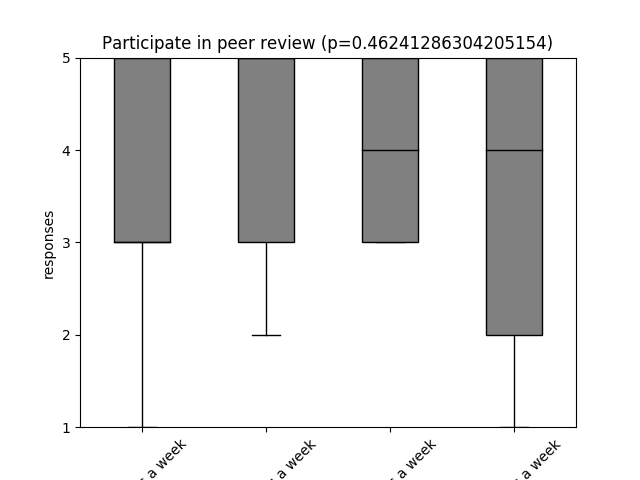 Participate in peer review (p=0.46241286304205154)
responses
5
4
3
2
1
a week
a week
a week
a week